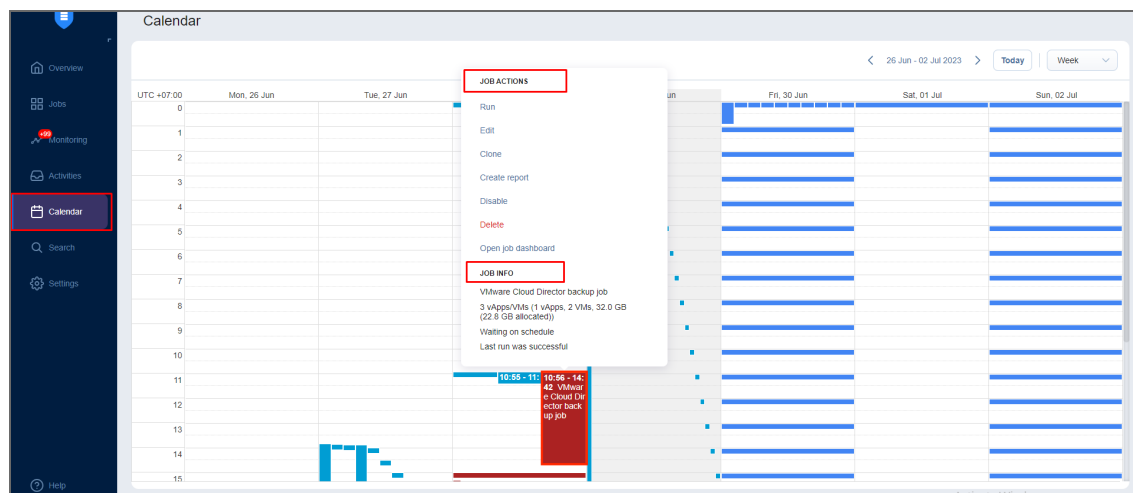 Calendar
Overview
Jobs
+99
Monitoring
Activities
Calendar
Search
Settings
Help
26 Jun - 02 Jul 2023
Today
Week
UTC +07:00
Mon, 26 Jun
Tue, 27 Jun
un
Fri, 30 Jun
Sat, 01 Jul
Sun, 02 Jul
0
1
2
3
4
5
6
7
8
9
10
11
12
13
14
15
JOB ACTIONS
Run
Edit
Clone
Create report
Disable
Delete
Open job dashboard
JOB INFO
VMware Cloud Director backup job
3 vApps/VMs (1 vApps, 2 VMs, 32.0 GB
(22.8 GB allocated))
Waiting on schedule
Last run was successful
10:55 - 11:
10:56 - 14:
42 VMwar
e Cloud Dir
ector back
up job